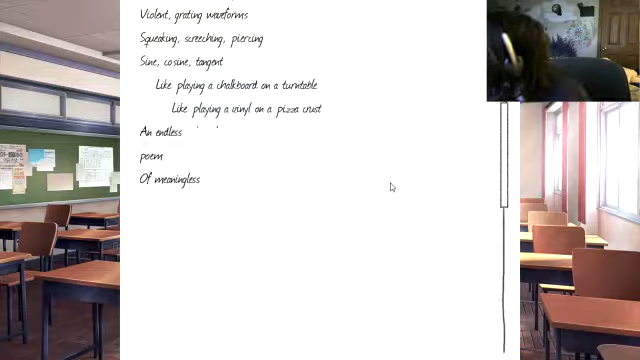 Violent, grating waveforms
Squeaking, screeching, piercing
Sine, cosine, tangent
Like playing a chalkboard on a turntable
Like playing a vinyl on a pizza crust
An endless
poem
Of meaningless